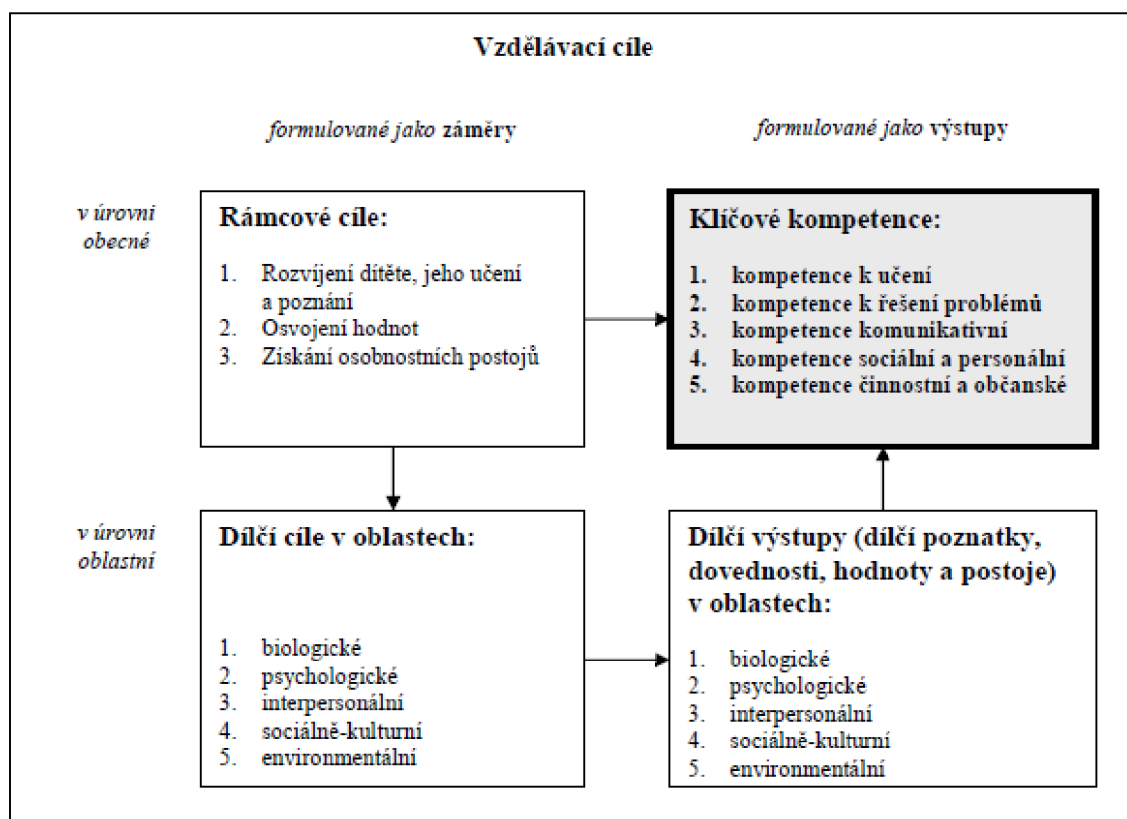 Vzdělávací cíle
formulované jako záměry
formulované jako výstupy
v úrovni
obecné
Rámcové cíle:
1. Rozvíjení dítěte, jeho učení
a poznání
2. Osvojení hodnot
3. Získání osobnostních postojů
Klíčové kompetence:
1. kompetence k učení
2. kompetence k řešení problémů
3. kompetence komunikativní
4. kompetence sociální a personální
5. kompetence činnostní a občanské
v úrovni
oblastní
Dílčí cíle v oblastech:
1. biologické
2. psychologické
3. interpersonální
4. sociálně-kulturní
5. environmentální
Dílčí výstupy (dílčí poznatky,
dovednosti, hodnoty a postoje)
v oblastech:
1. biologické
2. psychologické
3. interpersonální
4. sociálně-kulturní
5. environmentální